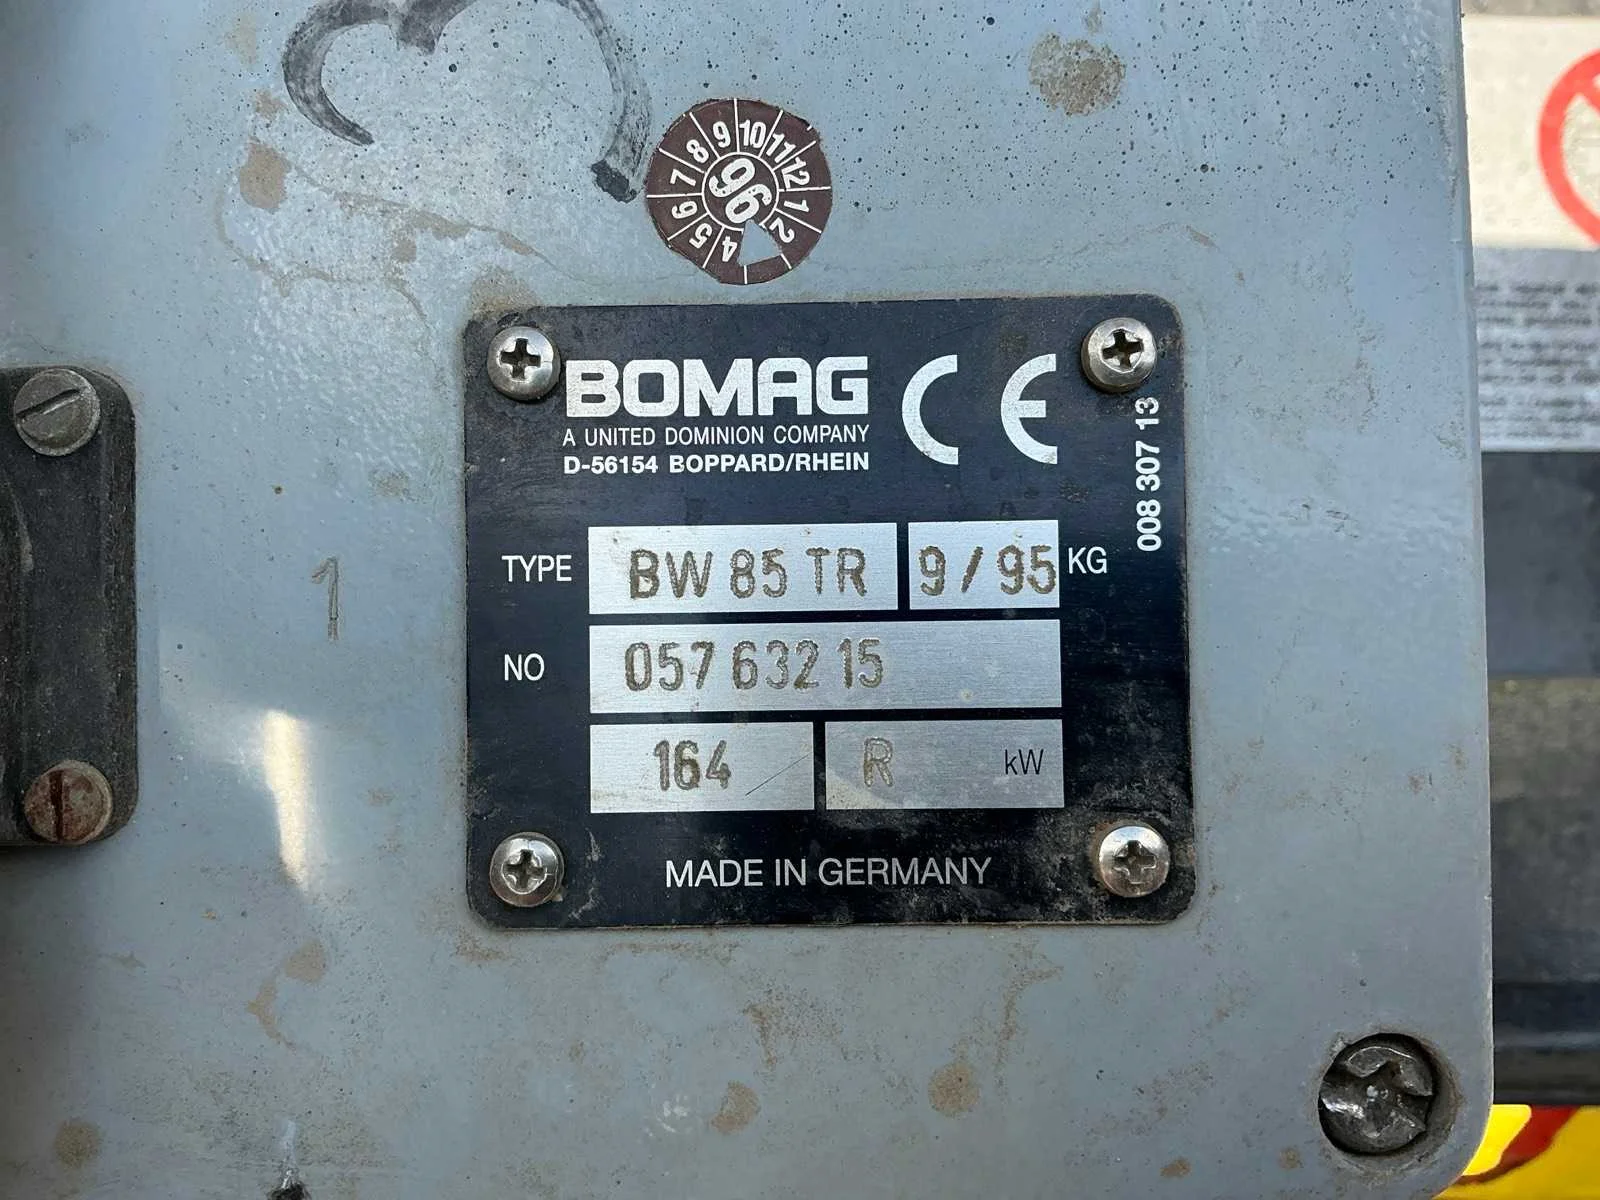 3
9 10 11 12 1 2 4 5 6 7 8
96
BOMAG CE
A UNITED DOMINION COMPANY
D-56154 BOPPARD/RHEIN
008 307 13
TYPE BW 85 TR 9/95 KG
NO 057 632 15
164 R kW
MADE IN GERMANY
1